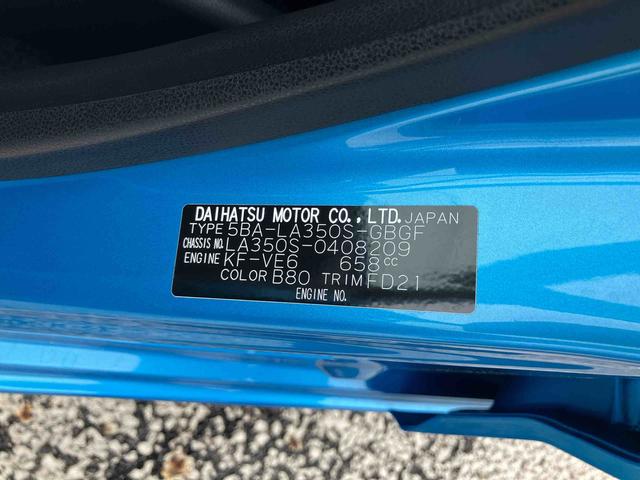 DAIHATSU MOTOR CO.,LTD. JAPAN
TYPE 5BA-LA350S-GBGF
CHASSIS NO. LA350S-0408209
ENGINE KF-VE6 658cc
COLOR B80 TRIM FD21
ENGINE NO.